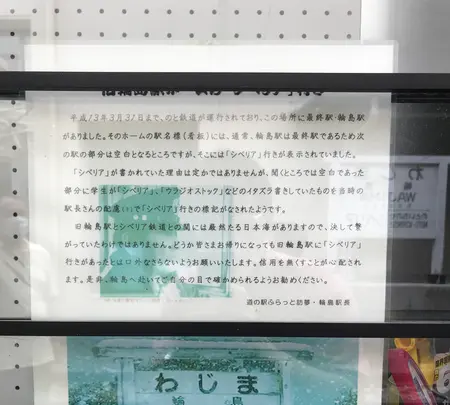 平成13年3月31日まで、のと鉄道が運行されており、この場所に最終駅・輪島駅
がありました。そのホームの駅名標(看板)には、通常、輪島駅は最終駅であるため次
の駅の部分は空白となるところですが、そこには「シベリア」行きが表示されていました。
「シベリア」が書かれていた理由は定かではありませんが、聞くところでは空白であった
部分に学生が「シベリア」、「ウラジオストック」などのイタズラ書きしていたものを当時の
駅長さんの配慮(?)で「シベリア」行きの標記がなされたようです。
旧輪島駅とシベリア鉄道との間には厳然たる日本海がありますので、決して繋
がっていたわけではありません。どうか皆さまお帰りになっても旧輪島駅に「シベリア」
行きがあったとは口外なさらないようお願いいたします。信用を無くすことが心配され
ます。是非、輪島へ赴いてご自分の目で確かめられるようお勧めください。
道の駅ふらっと訪夢・輪島駅長
わじま
輪 島